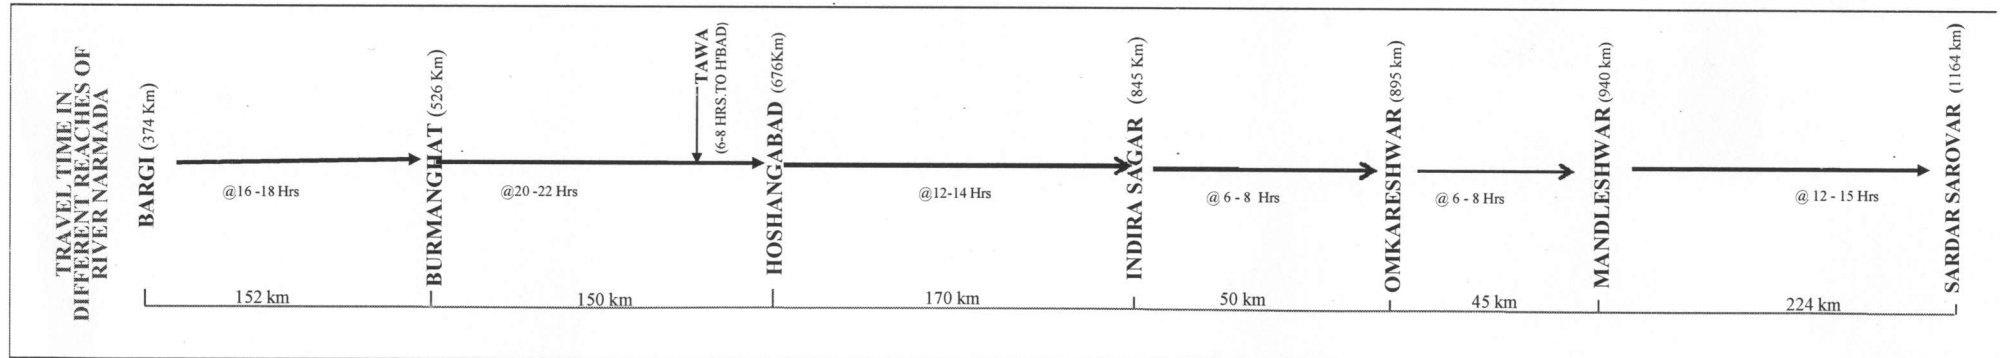 TRAVEL TIME IN
DIFFERENT REACHES OF
RIVER NARMADA
BARGI (374 Km)
@16 -18 Hrs
BURMANGHAT (526 Km)
@20 -22 Hrs
TAWA
(6-8 HRS.TO H'BAD)
HOSHANGABAD (676Km)
@12-14 Hrs
INDIRA SAGAR (845 Km)
@ 6 - 8 Hrs
OMKARESHWAR (895 km)
@ 6 - 8 Hrs
MANDLESHWAR (940 km)
@ 12 - 15 Hrs
SARDAR SAROVAR (1164 km)
152 km
150 km
170 km
50 km
45 km
224 km